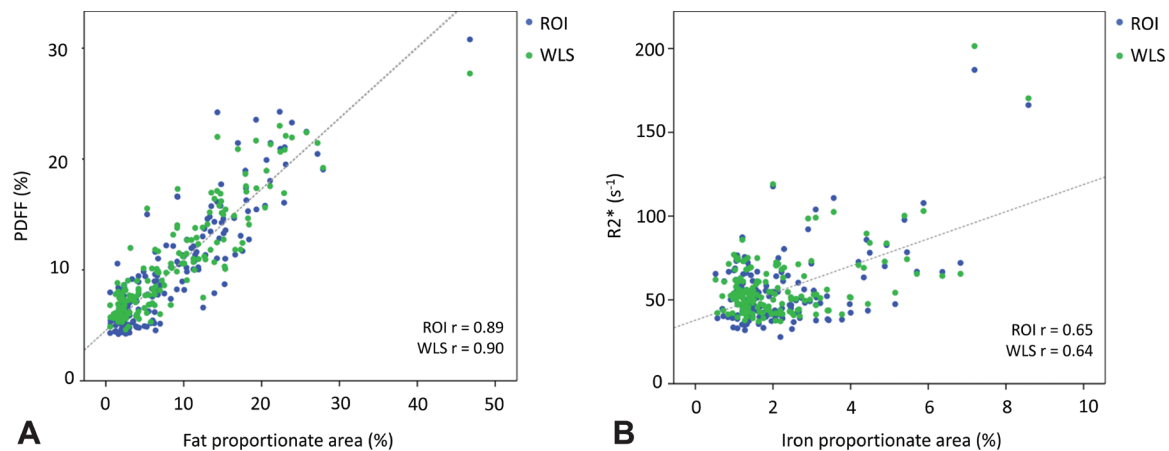 ROI
WLS
30
20
10
0
PDFF (%)
ROI r = 0.89
WLS r = 0.90
0 10 20 30 40 50
A Fat proportionate area (%)
ROI
WLS
200
150
100
50
0
R2* (s-1)
ROI r = 0.65
WLS r = 0.64
0 2 4 6 8 10
B Iron proportionate area (%)